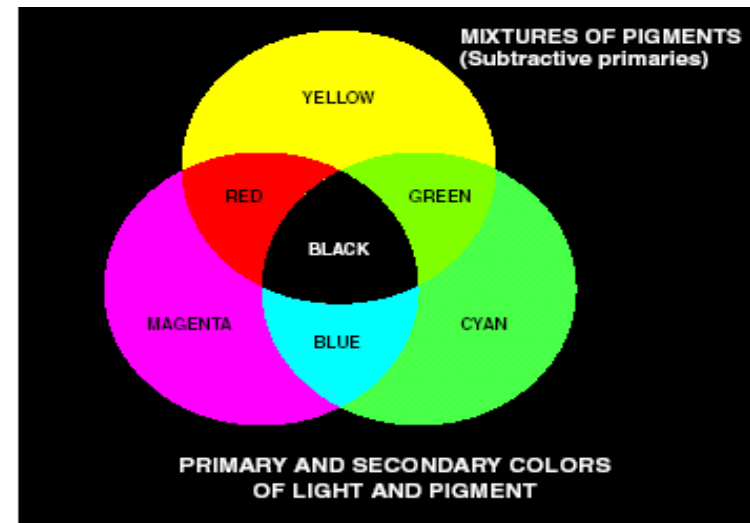 MIXTURES OF PIGMENTS
(Subtractive primaries)
YELLOW
RED
GREEN
BLACK
MAGENTA
CYAN
BLUE
PRIMARY AND SECONDARY COLORS
OF LIGHT AND PIGMENT